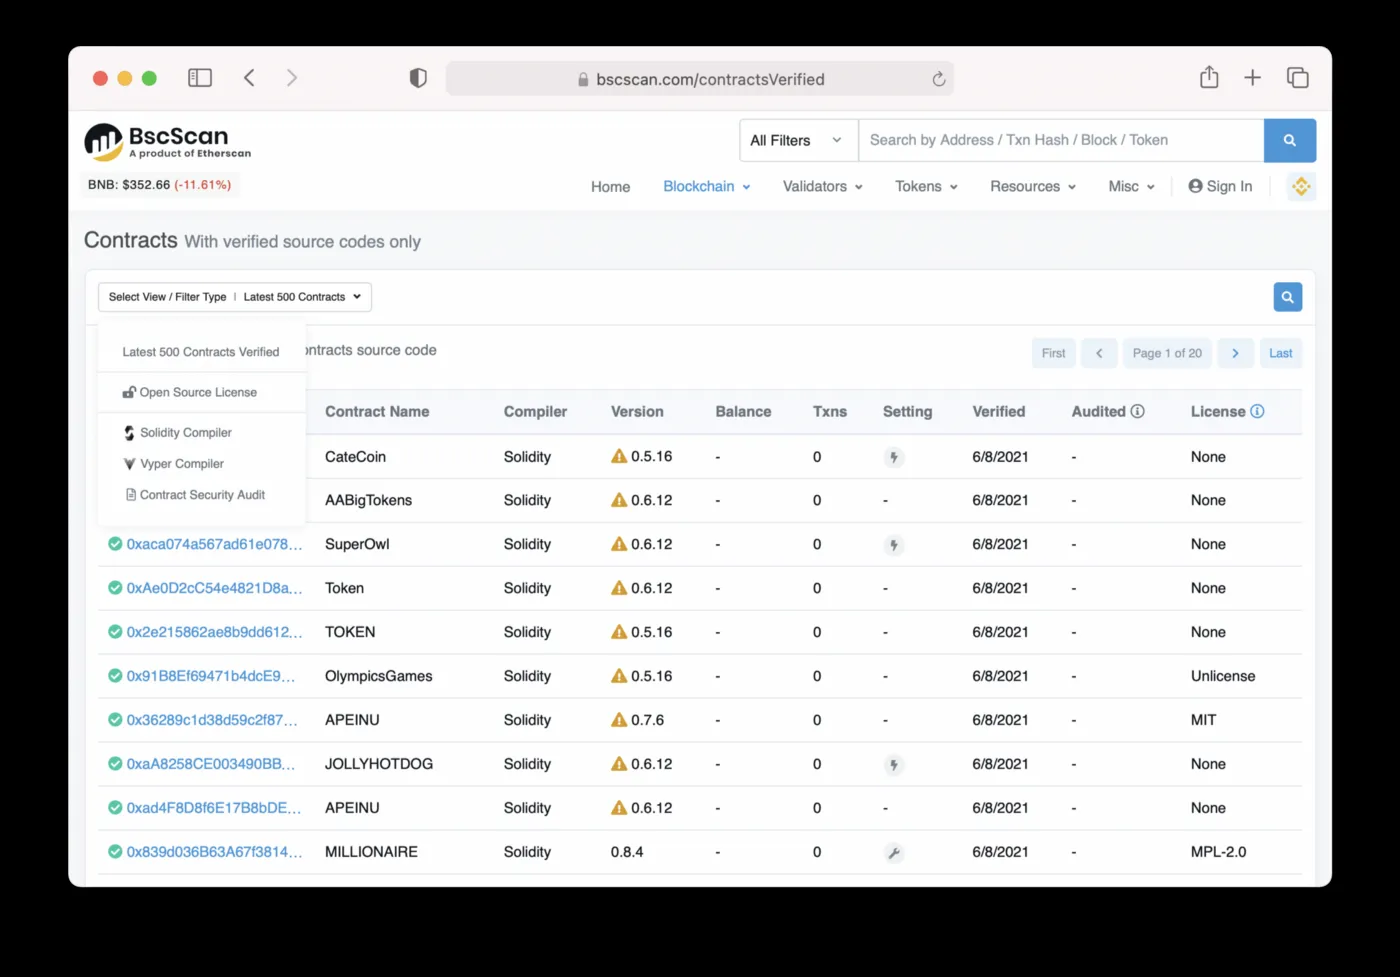 bscscan.com/contractsVerified
BscScan
A product of Etherscan
All Filters
Search by Address / Txn Hash / Block / Token
BNB: $352.66 (-11.61%)
Home Blockchain Validators Tokens Resources Misc Sign In
Contracts With verified source codes only
Select View / Filter Type | Latest 500 Contracts
Latest 500 Contracts Verified
Open Source License
Solidity Compiler
Vyper Compiler
Contract Security Audit
contracts source code
First Page 1 of 20 Last
Contract Name Compiler Version Balance Txns Setting Verified Audited License
CateCoin Solidity 0.5.16 - 0 6/8/2021 - None
AABigTokens Solidity 0.6.12 - 0 - 6/8/2021 - None
0xaca074a567ad61e078... SuperOwl Solidity 0.6.12 - 0 6/8/2021 - None
0xAe0D2cC54e4821D8a... Token Solidity 0.6.12 - 0 - 6/8/2021 - None
0x2e215862ae8b9dd612... TOKEN Solidity 0.5.16 - 0 - 6/8/2021 - None
0x91B8Ef69471b4dcE9... OlympicsGames Solidity 0.5.16 - 0 - 6/8/2021 - Unlicense
0x36289c1d38d59c2f87... APEINU Solidity 0.7.6 - 0 - 6/8/2021 - MIT
0xaA8258CE003490BB... JOLLYHOTDOG Solidity 0.6.12 - 0 6/8/2021 - None
0xad4F8D8f6E17B8bDE... APEINU Solidity 0.6.12 - 0 - 6/8/2021 - None
0x839d036B63A67f3814... MILLIONAIRE Solidity 0.8.4 - 0 6/8/2021 - MPL-2.0